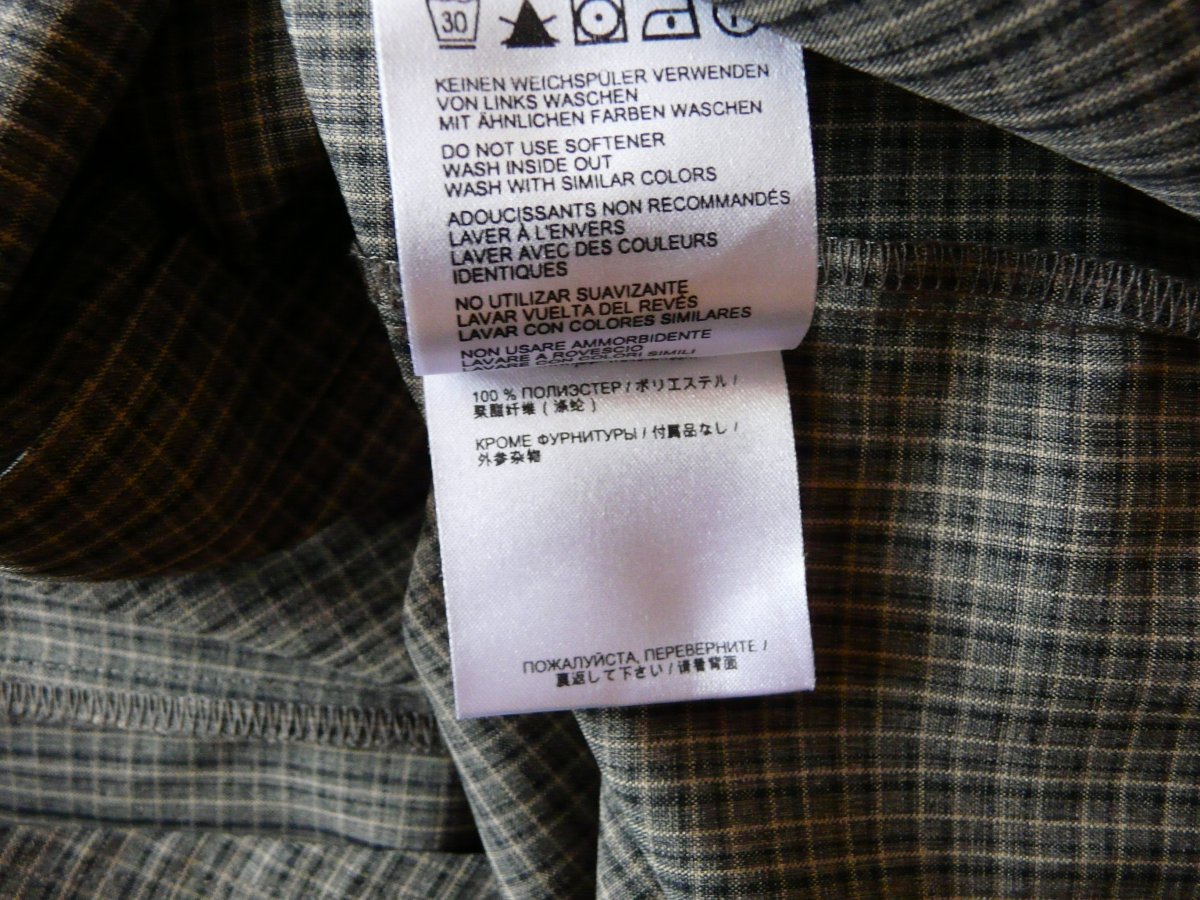 30
KEINEN WEICHSPÜLER VERWENDEN
VON LINKS WASCHEN
MIT ÄHNLICHEN FARBEN WASCHEN
DO NOT USE SOFTENER
WASH INSIDE OUT
WASH WITH SIMILAR COLORS
ADOUCISSANTS NON RECOMMANDÉS
LAVER À L'ENVERS
LAVER AVEC DES COULEURS
IDENTIQUES
NO UTILIZAR SUAVIZANTE
LAVAR VUELTA DEL REVÉS
LAVAR CON COLORES SIMILARES
NON USARE AMMORBIDENTE
LAVARE A ROVESCIO
LAVARE CON COLORI SIMILI
100 % ПОЛИЭСТЕР / ポリエステル /
聚酯纤维 ( 涤纶 )
КРОМЕ ФУРНИТУРЫ / 付属品なし /
外参杂物
ПОЖАЛУЙСТА, ПЕРЕВЕРНИТЕ /
裏返して下さい / 请看背面